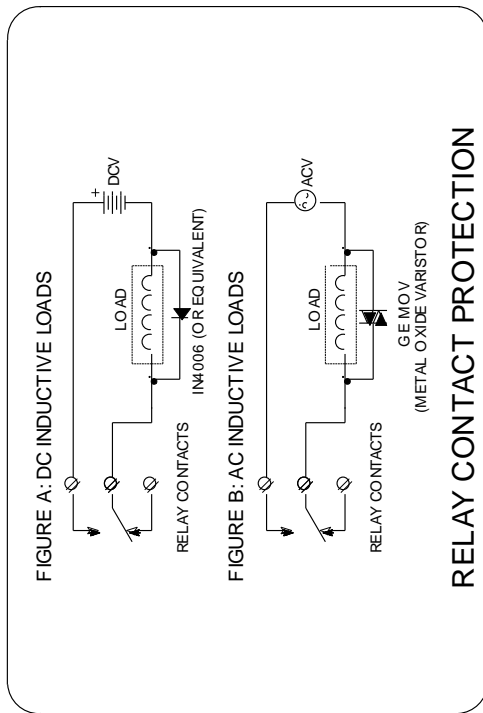 FIGURE A: DC INDUCTIVE LOADS
+
DCV
LOAD
IN4006 (OR EQUIVALENT)
RELAY CONTACTS
FIGURE B: AC INDUCTIVE LOADS
ACV
LOAD
GE MOV
(METAL OXIDE VARISTOR)
RELAY CONTACTS
RELAY CONTACT PROTECTION